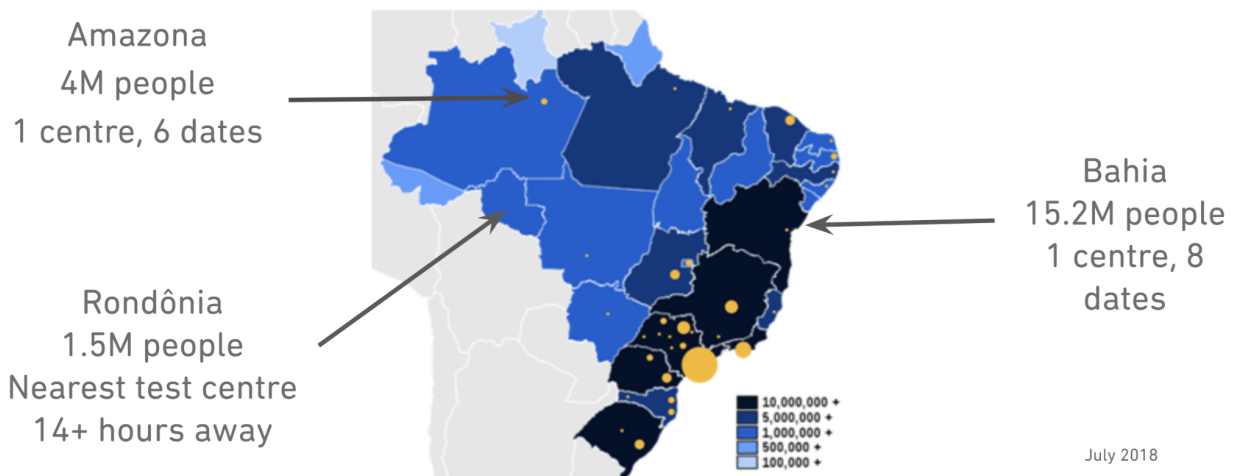 Amazona
4M people
1 centre, 6 dates
Rondônia
1.5M people
Nearest test centre
14+ hours away
Bahia
15.2M people
1 centre, 8
dates
10,000,000 +
5,000,000 +
1,000,000 +
500,000 +
100,000 +
July 2018